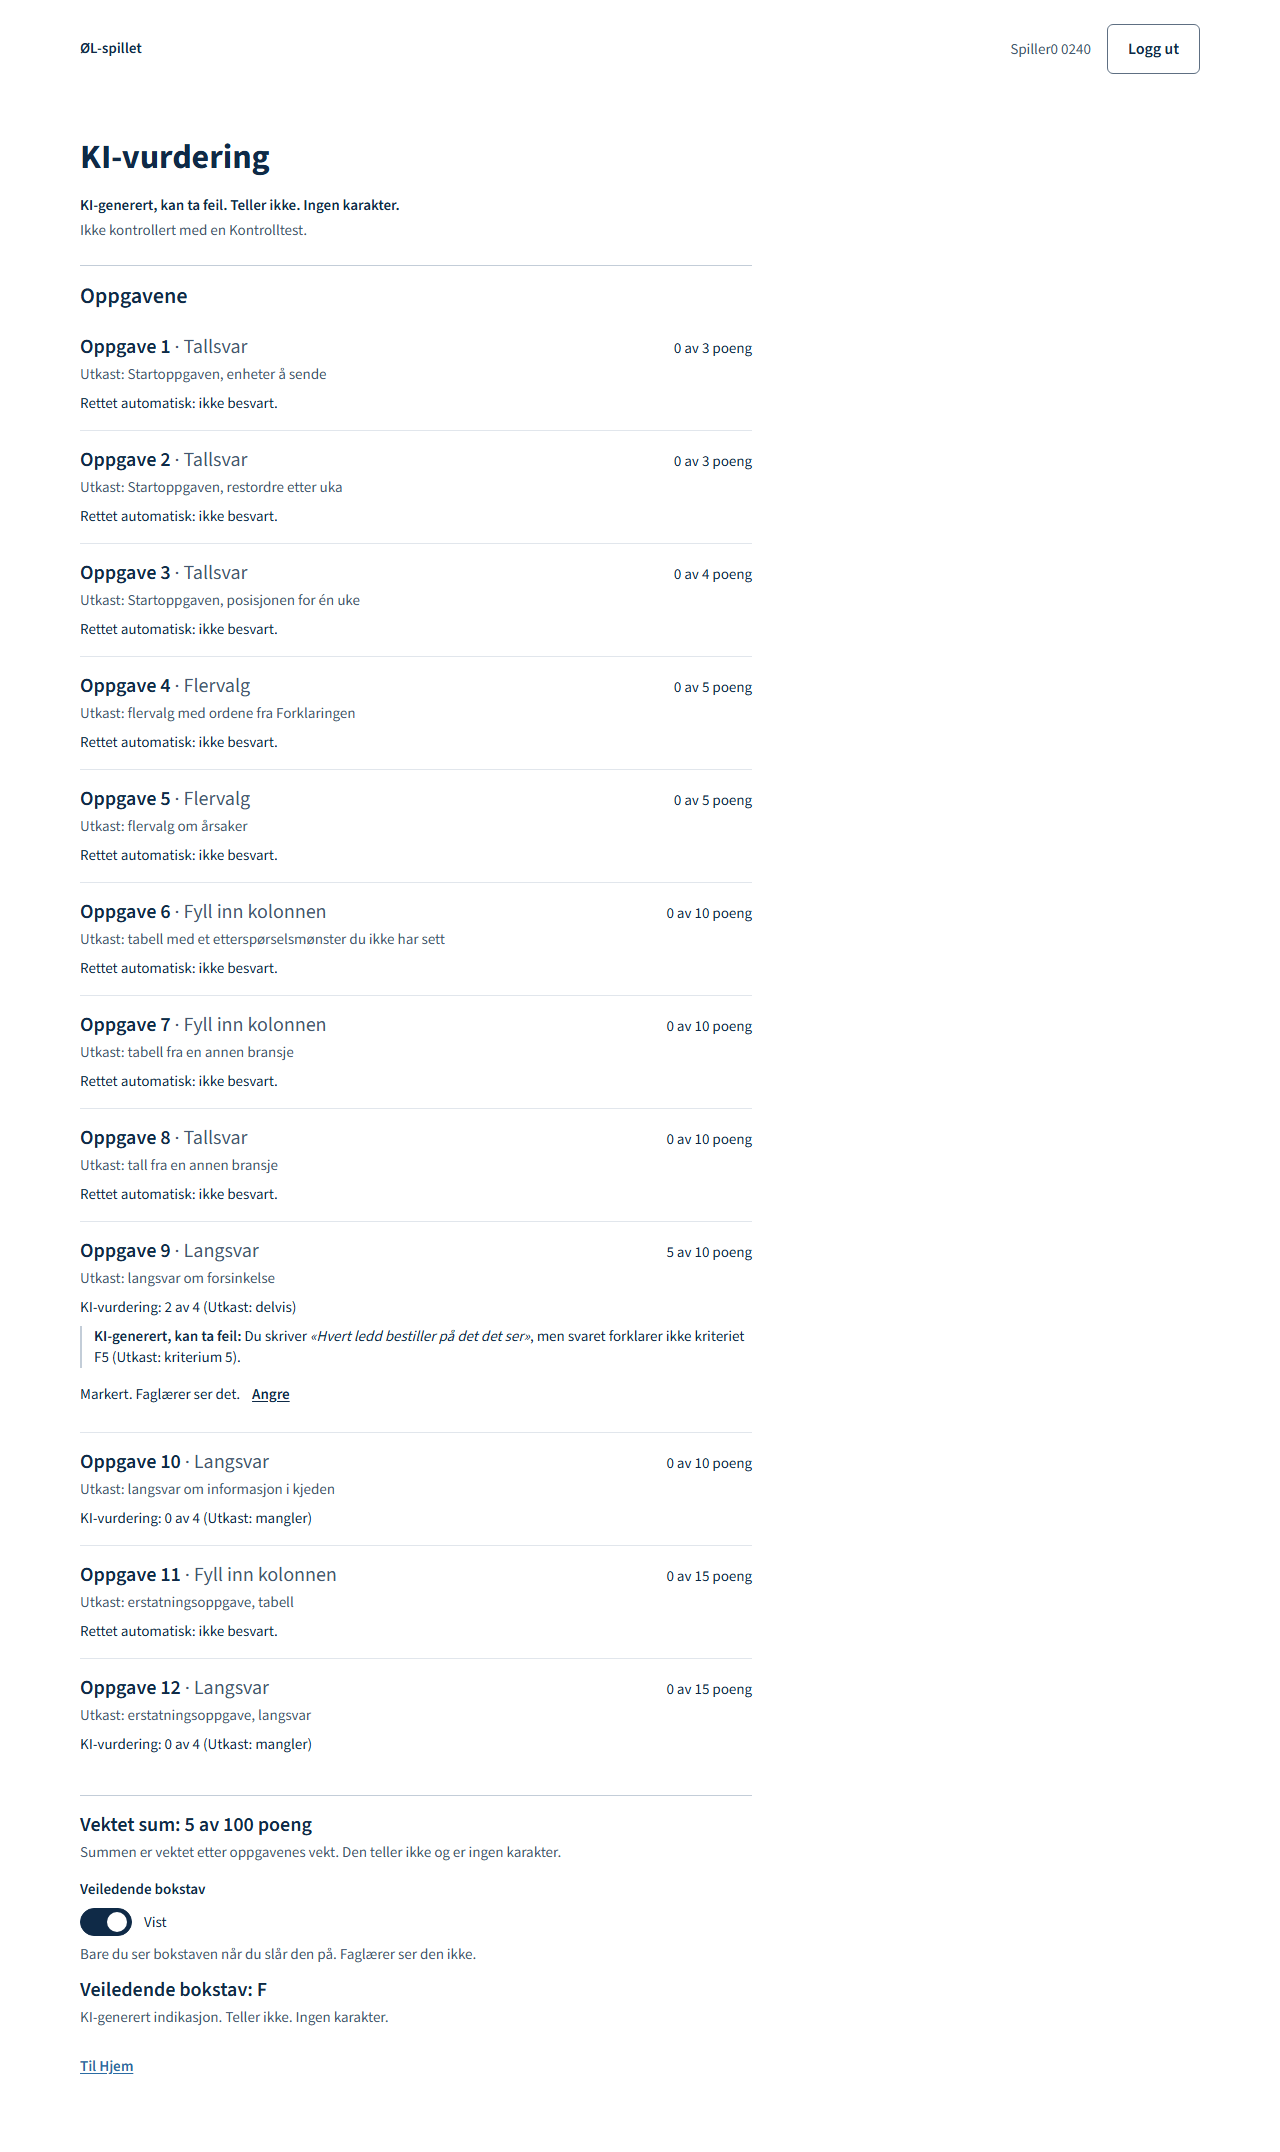 ØL-spillet
Spiller0 0240
Logg ut
KI-vurdering
KI-generert, kan ta feil. Teller ikke. Ingen karakter.
Ikke kontrollert med en Kontrolltest.
Oppgavene
Oppgave 1 · Tallsvar
0 av 3 poeng
Utkast: Startoppgaven, enheter å sende
Rettet automatisk: ikke besvart.
Oppgave 2 · Tallsvar
0 av 3 poeng
Utkast: Startoppgaven, restordre etter uka
Rettet automatisk: ikke besvart.
Oppgave 3 · Tallsvar
0 av 4 poeng
Utkast: Startoppgaven, posisjonen for én uke
Rettet automatisk: ikke besvart.
Oppgave 4 · Flervalg
0 av 5 poeng
Utkast: flervalg med ordene fra Forklaringen
Rettet automatisk: ikke besvart.
Oppgave 5 · Flervalg
0 av 5 poeng
Utkast: flervalg om årsaker
Rettet automatisk: ikke besvart.
Oppgave 6 · Fyll inn kolonnen
0 av 10 poeng
Utkast: tabell med et etterspørselsmønster du ikke har sett
Rettet automatisk: ikke besvart.
Oppgave 7 · Fyll inn kolonnen
0 av 10 poeng
Utkast: tabell fra en annen bransje
Rettet automatisk: ikke besvart.
Oppgave 8 · Tallsvar
0 av 10 poeng
Utkast: tall fra en annen bransje
Rettet automatisk: ikke besvart.
Oppgave 9 · Langsvar
5 av 10 poeng
Utkast: langsvar om forsinkelse
KI-vurdering: 2 av 4 (Utkast: delvis)
KI-generert, kan ta feil: Du skriver «Hvert ledd bestiller på det det ser», men svaret forklarer ikke kriteriet
F5 (Utkast: kriterium 5).
Markert. Faglærer ser det.
Angre
Oppgave 10 · Langsvar
0 av 10 poeng
Utkast: langsvar om informasjon i kjeden
KI-vurdering: 0 av 4 (Utkast: mangler)
Oppgave 11 · Fyll inn kolonnen
0 av 15 poeng
Utkast: erstatningsoppgave, tabell
Rettet automatisk: ikke besvart.
Oppgave 12 · Langsvar
0 av 15 poeng
Utkast: erstatningsoppgave, langsvar
KI-vurdering: 0 av 4 (Utkast: mangler)
Vektet sum: 5 av 100 poeng
Summen er vektet etter oppgavenes vekt. Den teller ikke og er ingen karakter.
Veiledende bokstav
Vist
Bare du ser bokstaven når du slår den på. Faglærer ser den ikke.
Veiledende bokstav: F
KI-generert indikasjon. Teller ikke. Ingen karakter.
Til Hjem